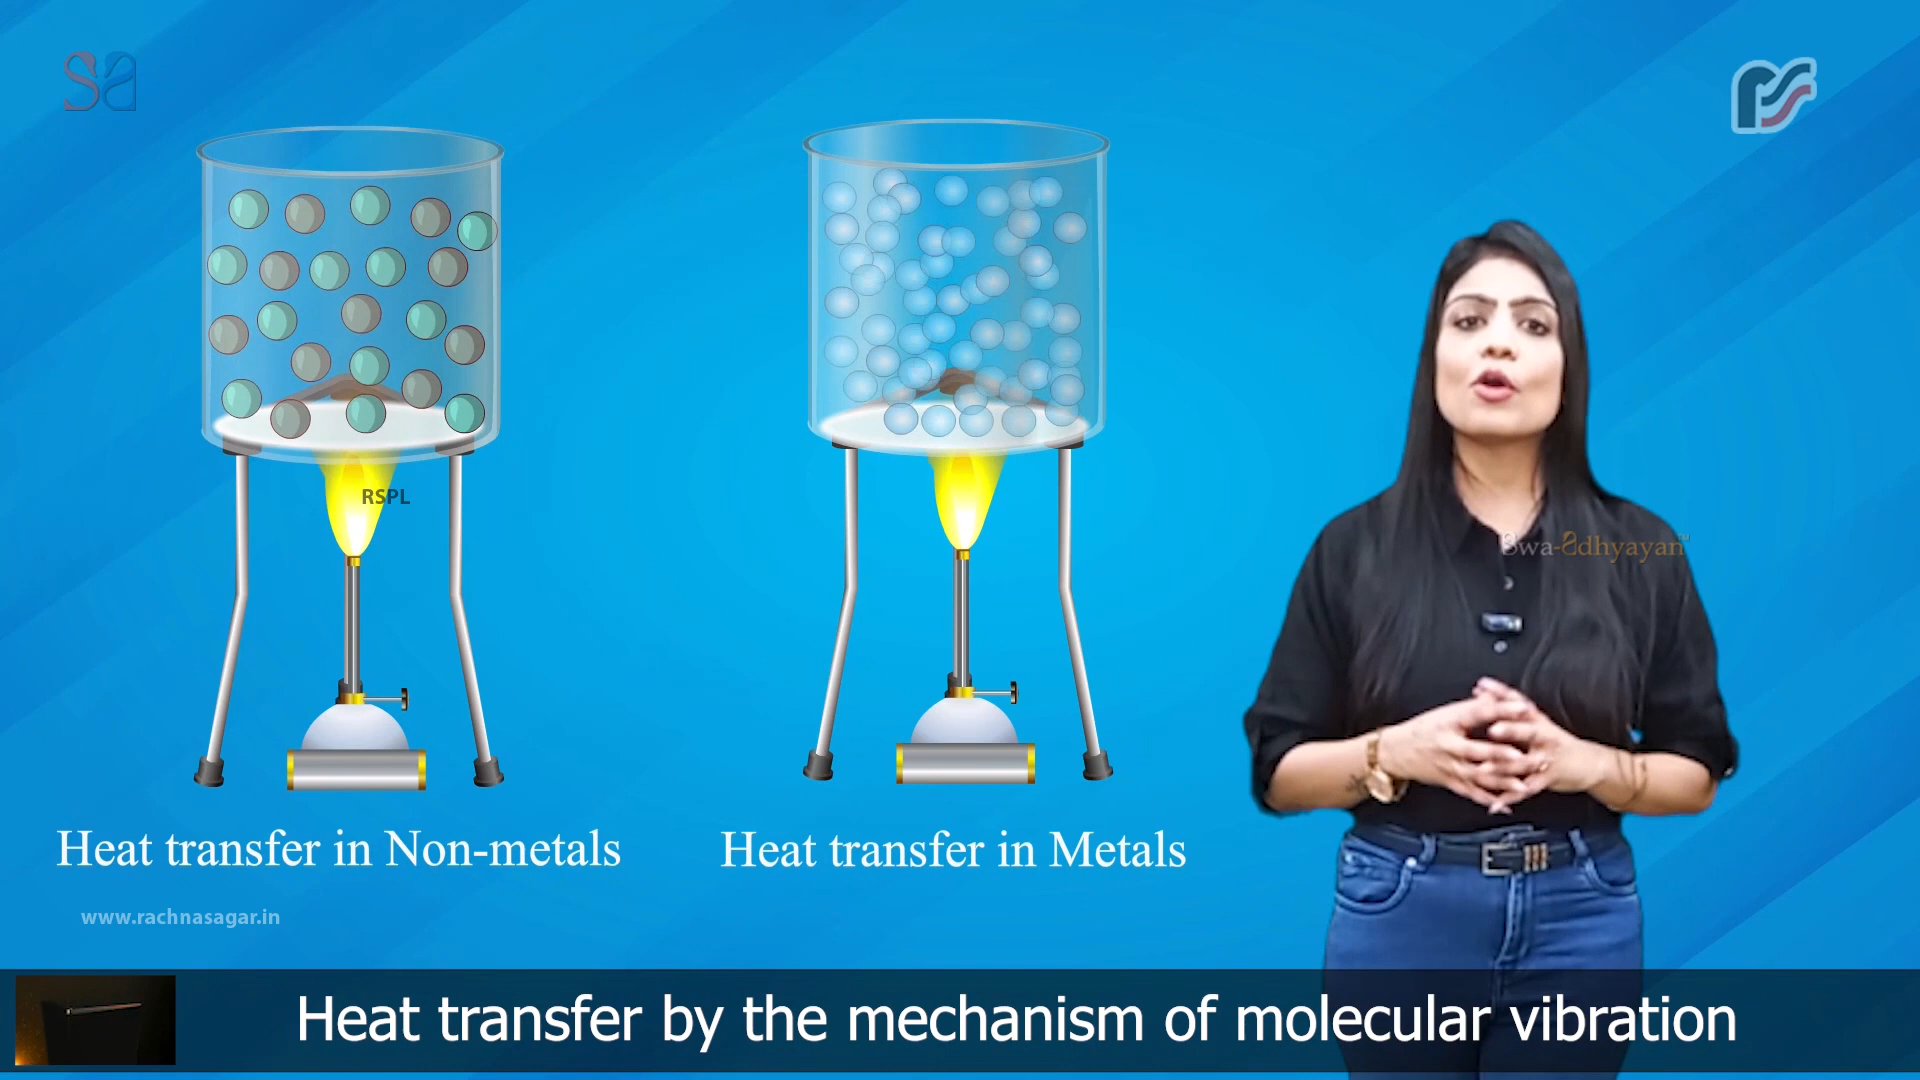 sa
RSPL
Swa-adhyayan
Heat transfer in Non-metals
Heat transfer in Metals
www.rachnasagar.in
Heat transfer by the mechanism of molecular vibration